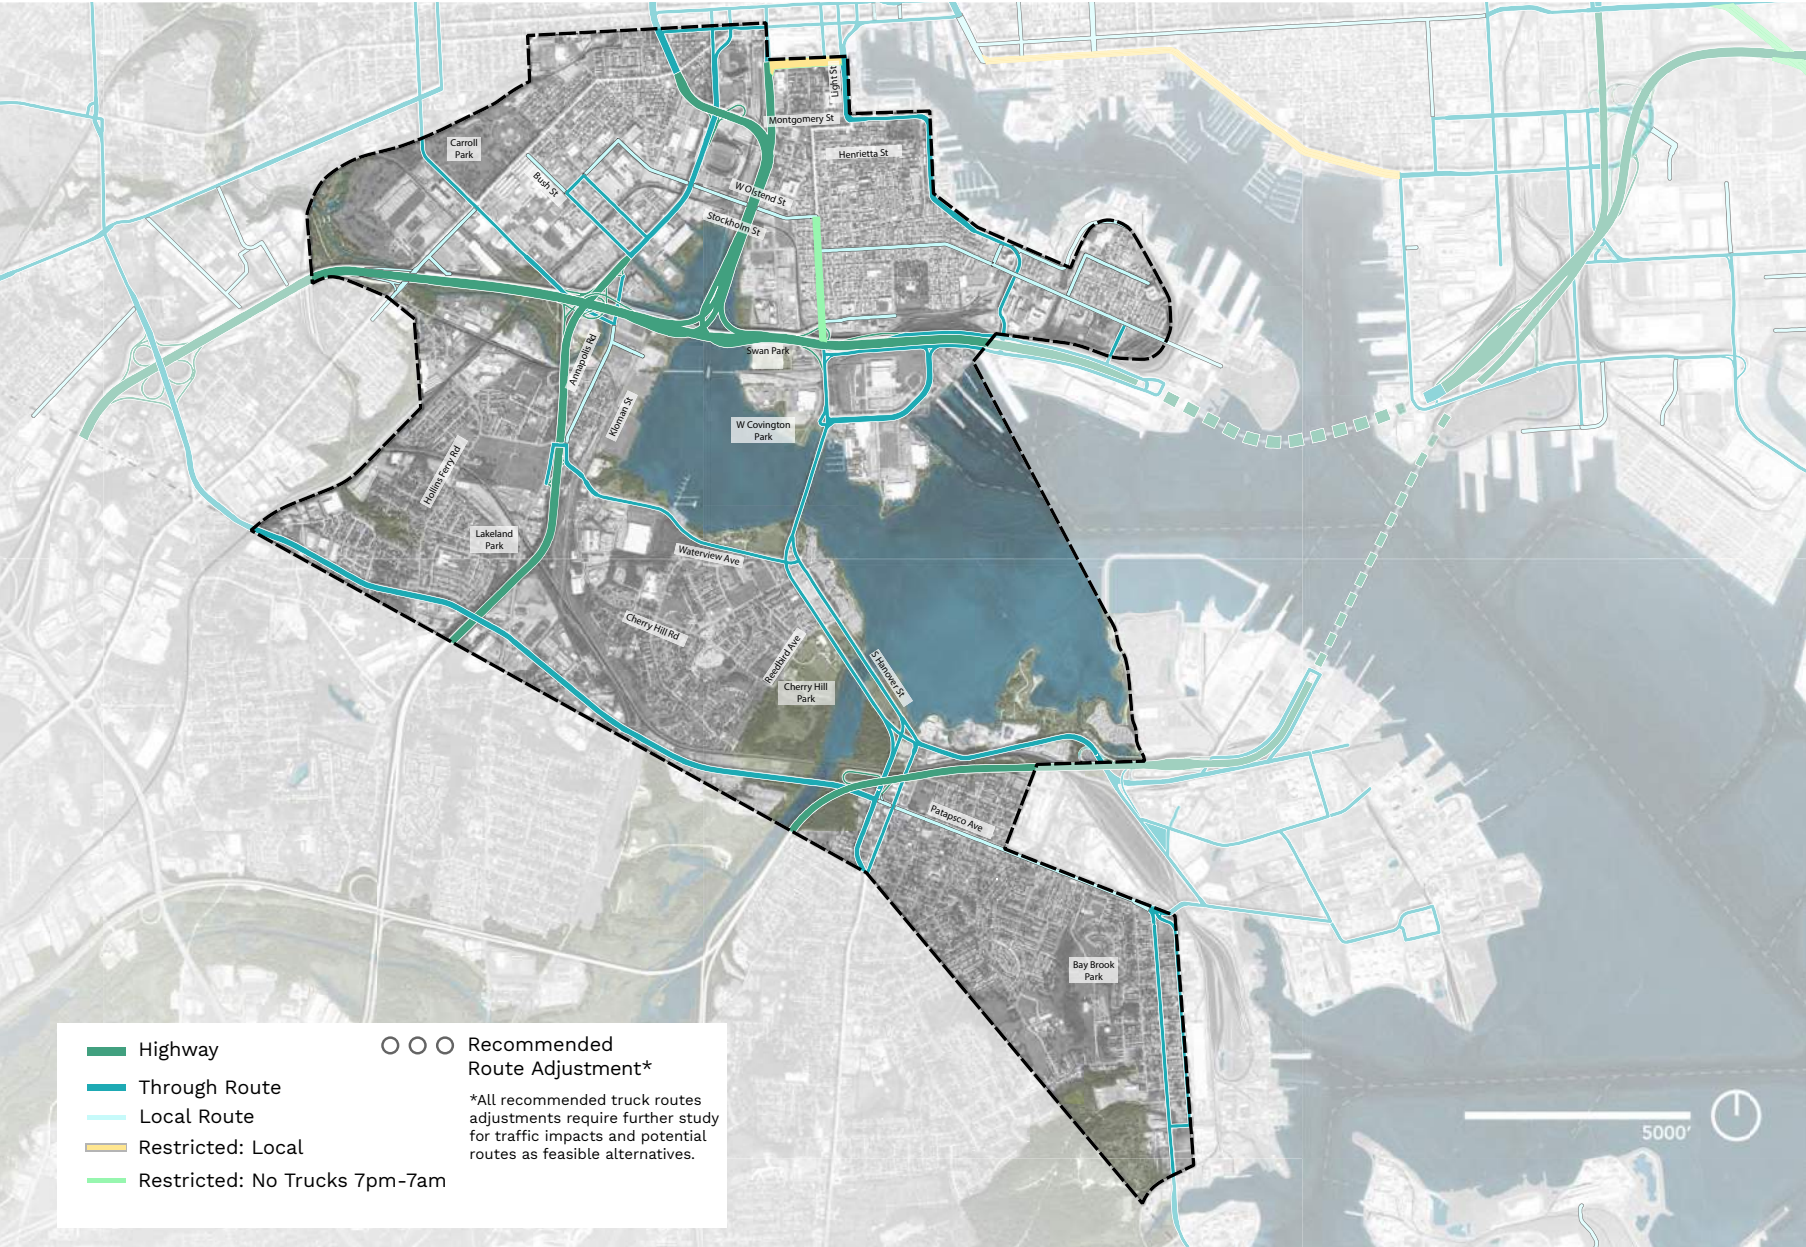 Light St
Montgomery St
Henrietta St
Carroll
Park
Bush St
W Olstend St
Stockholm St
Swan Park
Annapolis Rd
Kloman St
W Covington
Park
Hollins Ferry Rd
Lakeland
Park
Waterview Ave
Cherry Hill Rd
Reedbird Ave
S Hanover St
Cherry Hill
Park
Patapsco Ave
Bay Brook
Park
Highway
Through Route
Local Route
Restricted: Local
Restricted: No Trucks 7pm-7am
Recommended
Route Adjustment*
*All recommended truck routes
adjustments require further study
for traffic impacts and potential
routes as feasible alternatives.
5000'